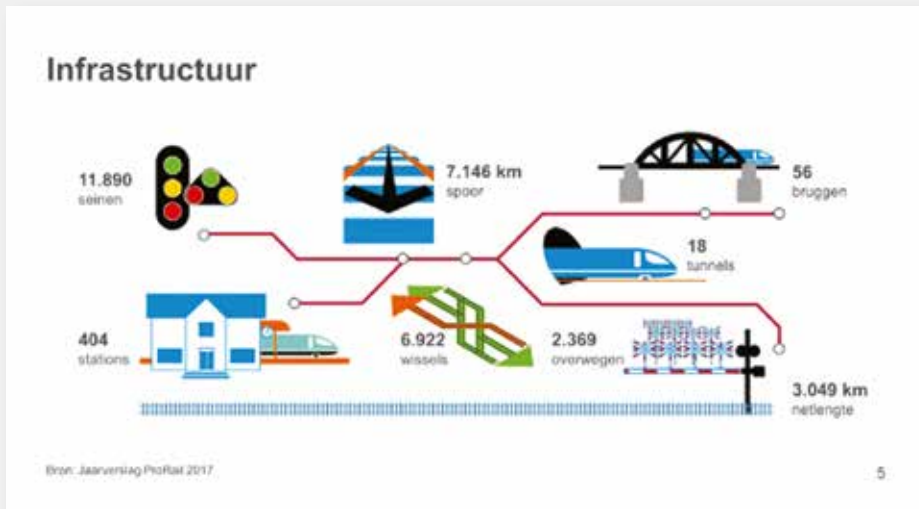 Infrastructuur
11.890
seinen
7.146 km
spoor
56
bruggen
18
tunnels
404
stations
6.922
wissels
2.369
overwegen
3.049 km
netlengte
Bron: Jaarverslag ProRail 2017
5